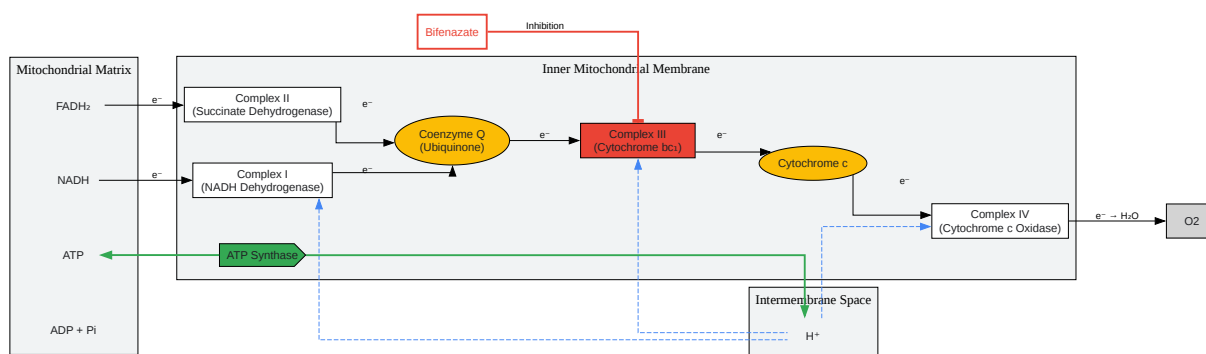 Bifenazate
Inhibition
Mitochondrial Matrix
Inner Mitochondrial Membrane
FADH₂
e⁻
Complex II
(Succinate Dehydrogenase)
e⁻
Coenzyme Q
(Ubiquinone)
e⁻
Complex III
(Cytochrome bc₁)
e⁻
Cytochrome c
NADH
e⁻
Complex I
(NADH Dehydrogenase)
e⁻
e⁻
Complex IV
(Cytochrome c Oxidase)
e⁻ → H₂O
O2
ATP
ATP Synthase
Intermembrane Space
ADP + Pi
H⁺